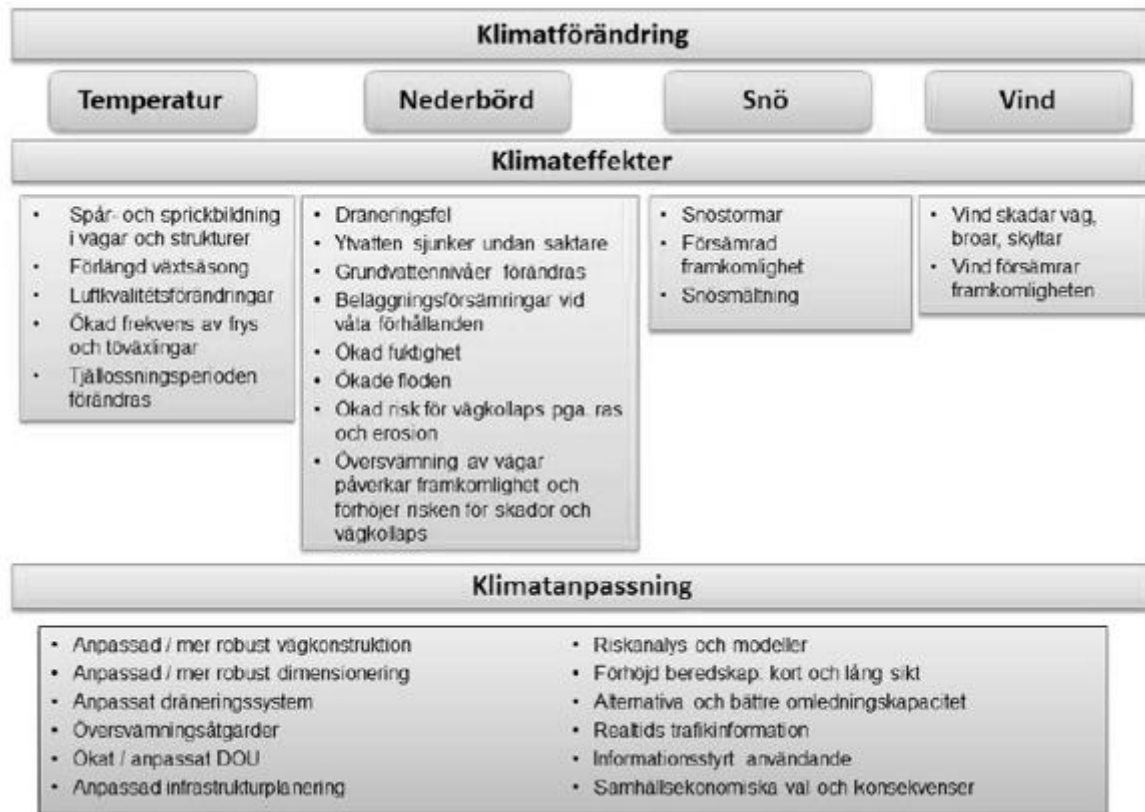 Klimatförändring
Temperatur
Nederbörd
Snö
Vind
Klimateffekter
• Spår- och sprickbildning
i vägar och strukturer
• Förlängd växtsäsong
• Luftkvalitétsförändringar
• Ökad frekvens av frys
och töväxlingar
• Tjällossningsperioden
förändras
• Dräneringsfel
• Ytvatten sjunker undan saktare
• Grundvattennivåer förändras
• Beläggningsförsämringar vid
våta förhållanden
• Ökad fuktighet
• Ökade flöden
• Ökad risk för vägkollaps pga. ras
och erosion
• Översvämning av vägar
påverkar framkomlighet och
förhöjer risken för skador och
vägkollaps
• Snöstormar
• Försämrad
framkomlighet
• Snösmältning
• Vind skadar väg,
broar, skyltar
• Vind försämrar
framkomligheten
Klimatanpassning
• Anpassad / mer robust vägkonstruktion
• Anpassad / mer robust dimensionering
• Anpassat dräneringssystem
• Översvämningsåtgärder
• Ökat / anpassat DOU
• Anpassad infrastrukturplanering
• Riskanalys och modeller
• Förhöjd beredskap: kort och lång sikt
• Alternativa och bättre omledningskapacitet
• Realtids trafikinformation
• Informationsstyrt användande
• Samhällsekonomiska val och konsekvenser